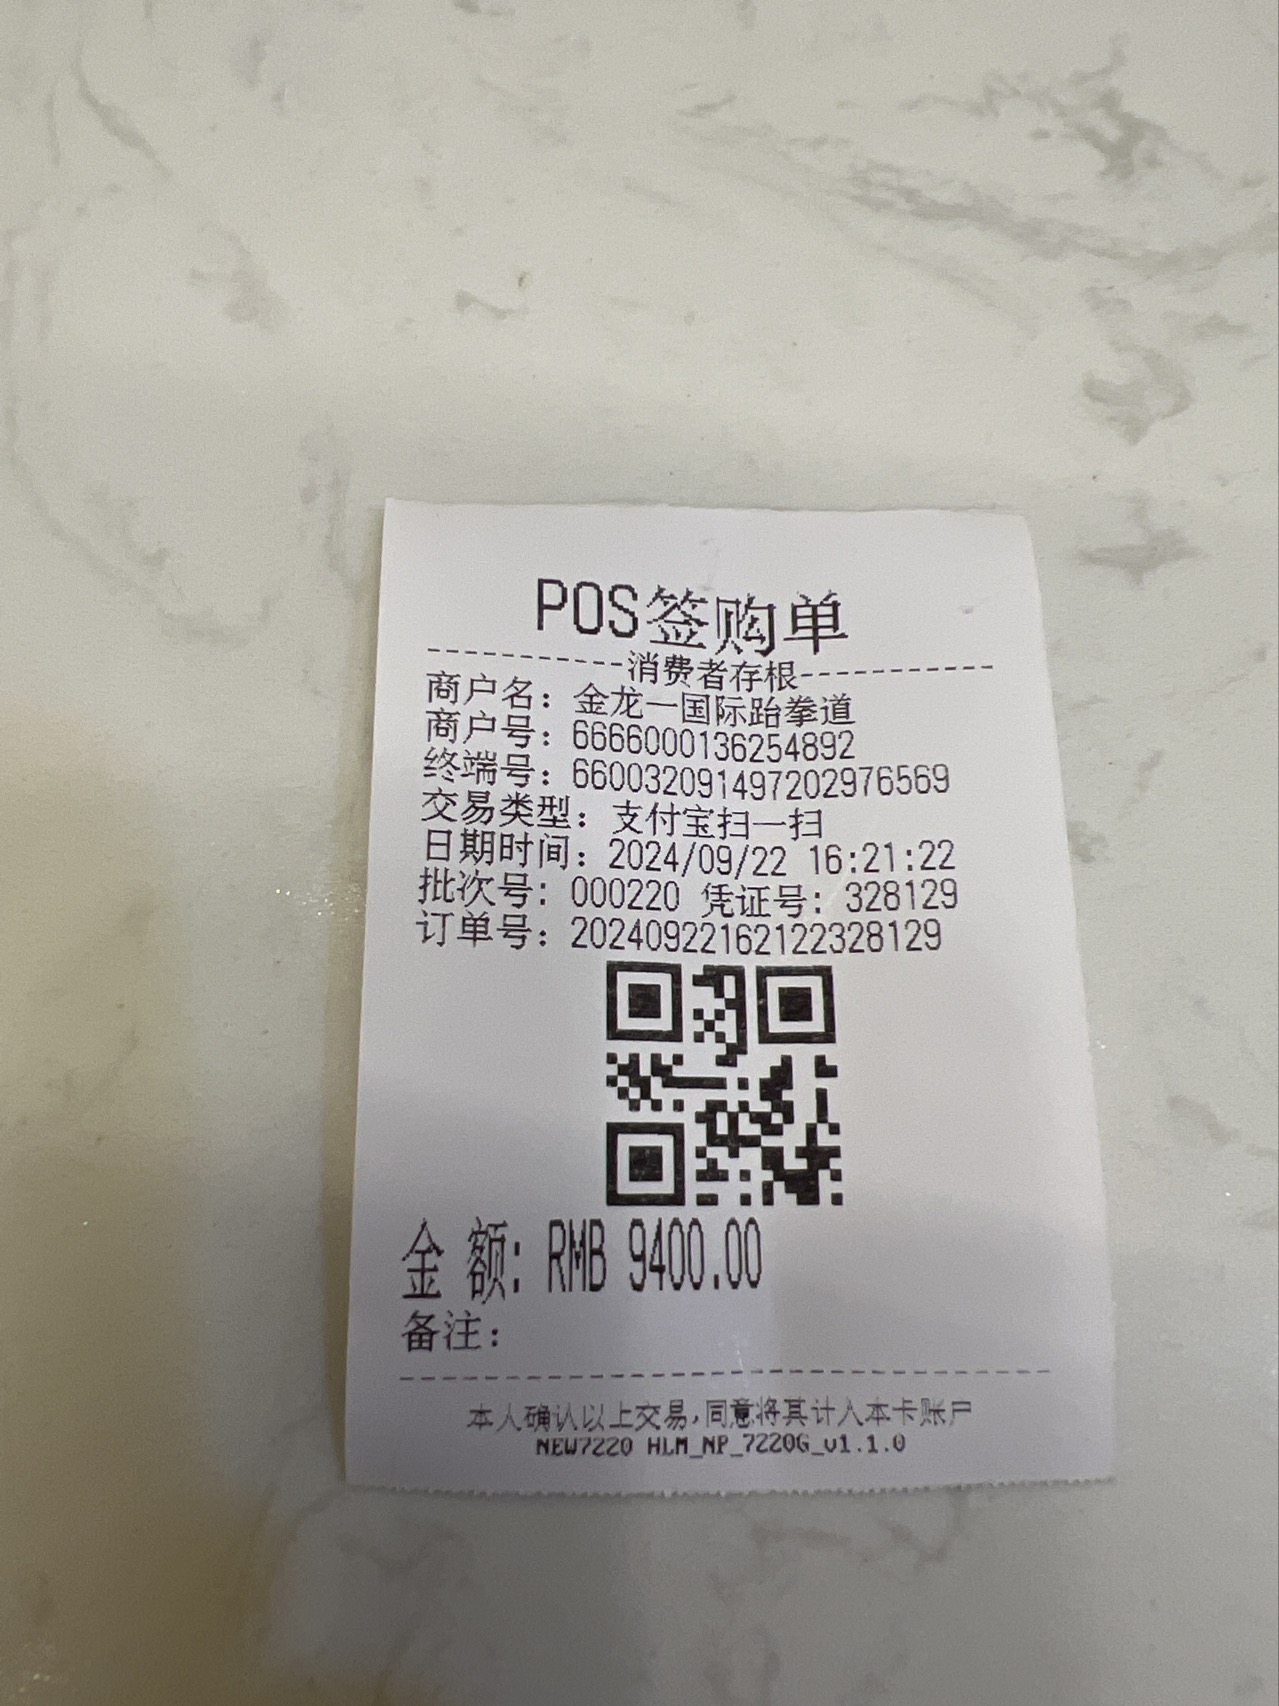 POS签购单
-----------消费者存根-----------
商户名：金龙一国际跆拳道
商户号：6666000136254892
终端号：660032091497202976569
交易类型：支付宝扫一扫
日期时间：2024/09/22 16:21:22
批次号：000220 凭证号：328129
订单号：20240922162122328129
金 额：RMB 9400.00
备注：
本人确认以上交易,同意将其计入本卡账户
NEW7220 HLM_NP_7220G_v1.1.0